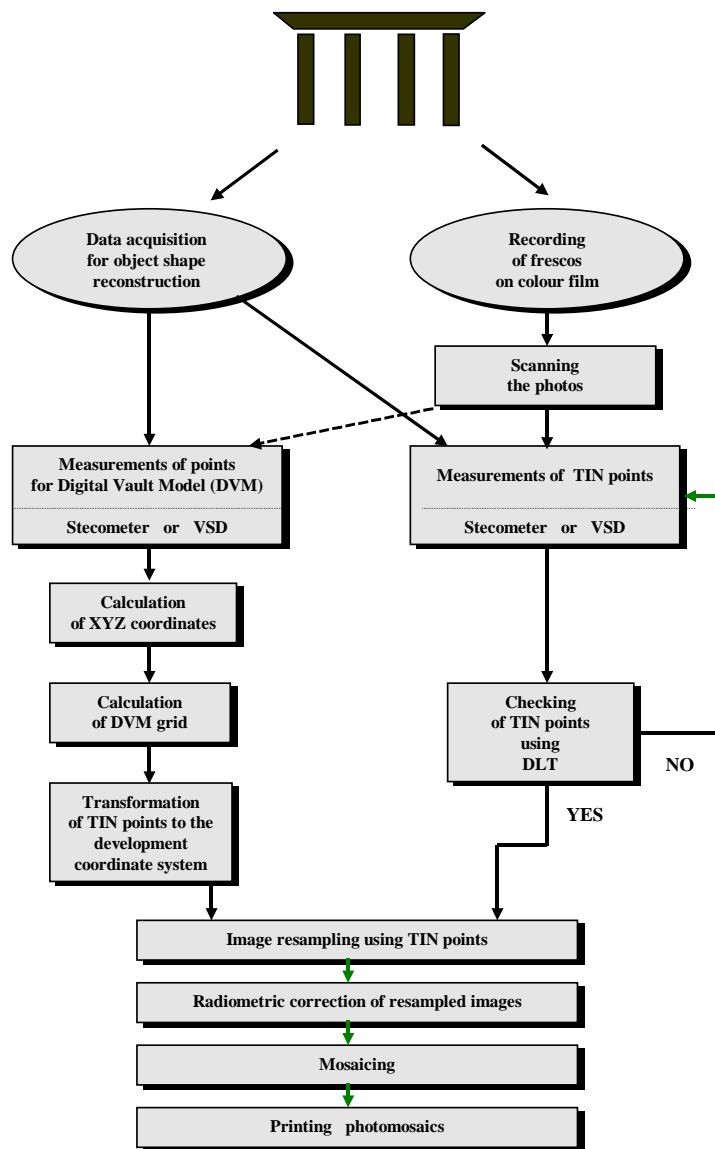 Data acquisition
for object shape
reconstruction
Recording
of frescos
on colour film
Scanning
the photos
Measurements of points
for Digital Vault Model (DVM)
Stecometer or VSD
Measurements of TIN points
Stecometer or VSD
Calculation
of XYZ coordinates
Calculation
of DVM grid
Checking
of TIN points
using
DLT
NO
YES
Transformation
of TIN points to the
development
coordinate system
Image resampling using TIN points
Radiometric correction of resampled images
Mosaicing
Printing photomosaics